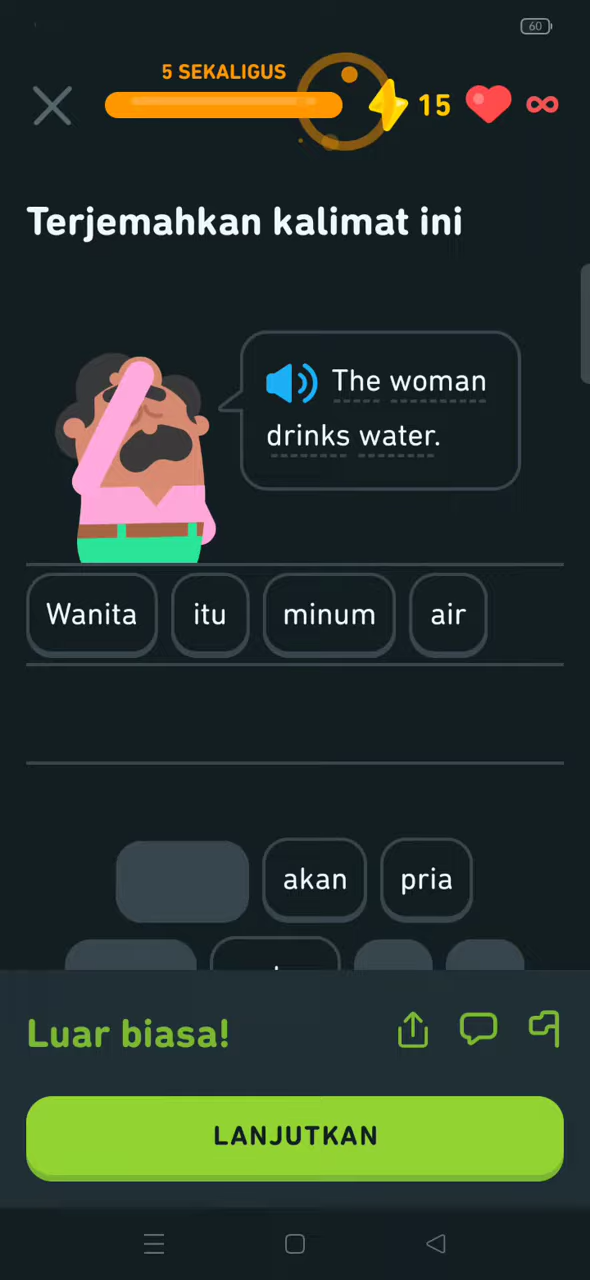 60
5 SEKALIGUS
15 ∞
Terjemahkan kalimat ini
The woman
drinks water.
Wanita itu minum air
akan pria
Luar biasa!
LANJUTKAN